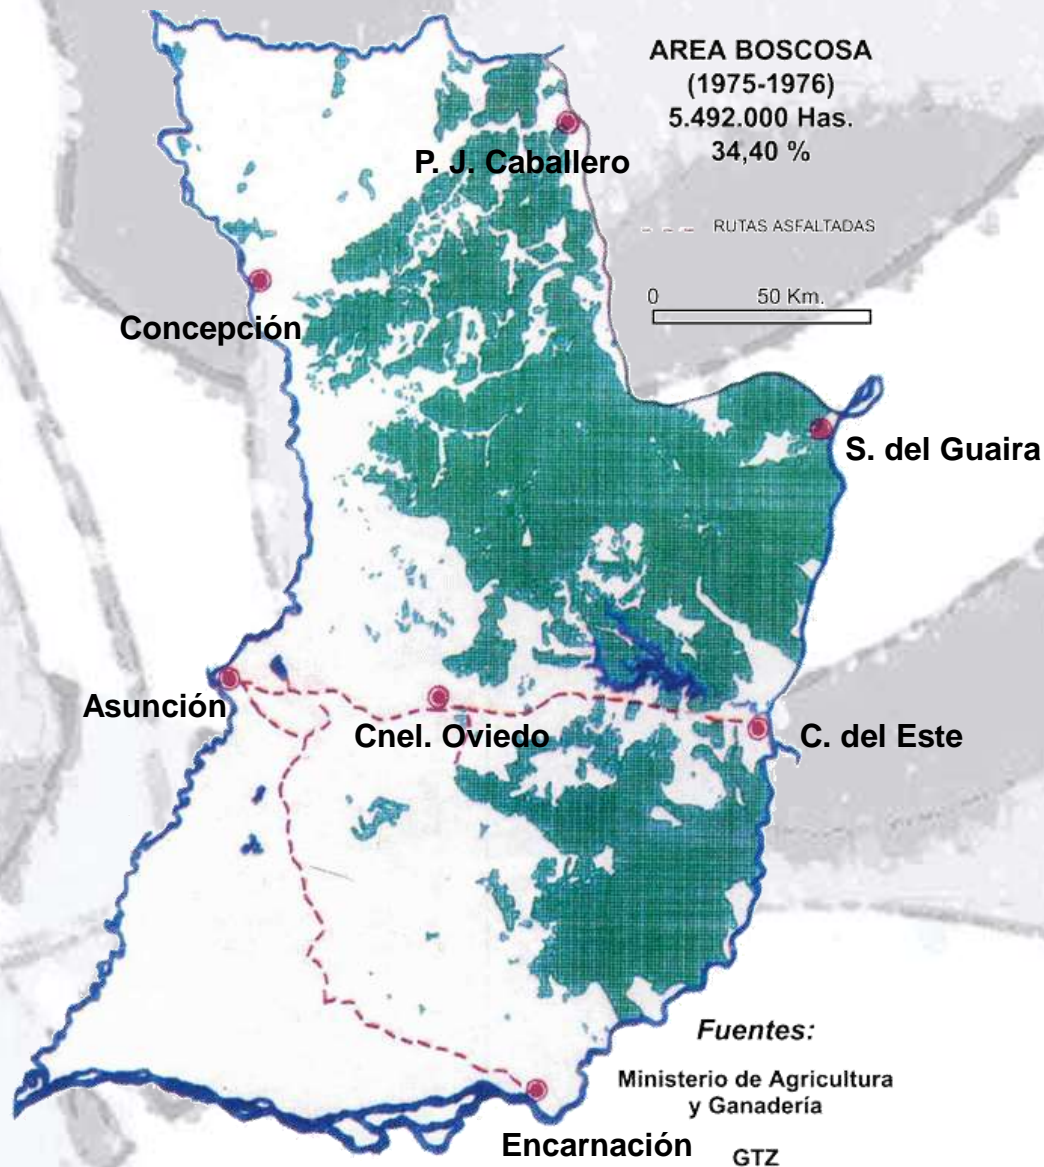 AREA BOSCOSA
(1975-1976)
5.492.000 Has.
34,40 %
P. J. Caballero
RUTAS ASFALTADAS
0 50 Km.
Concepción
S. del Guaira
Asunción
Cnel. Oviedo
C. del Este
Fuentes:
Ministerio de Agricultura
y Ganadería
Encarnación
GTZ